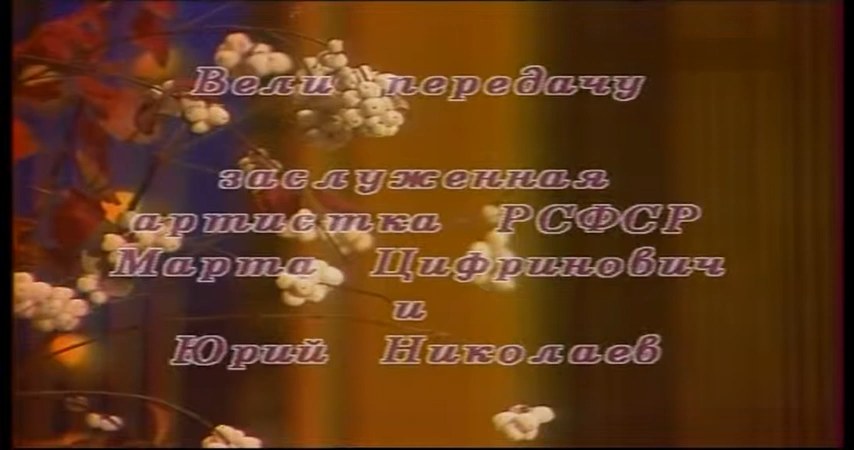 Вели передачу
заслуженная
артистка РСФСР
Марта Цифринович
и
Юрий Николаев